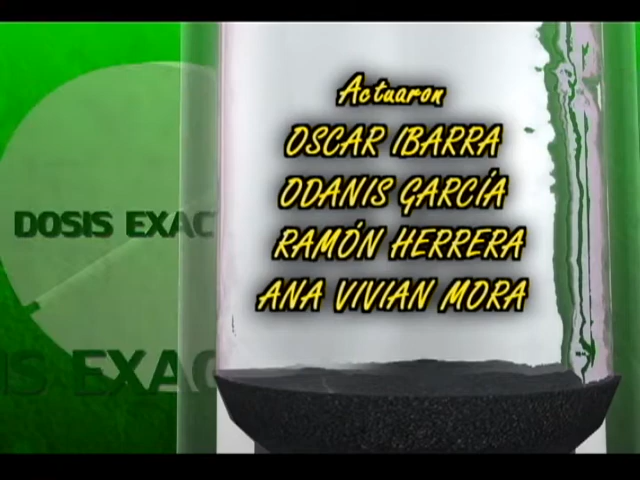 Actuaron
OSCAR IBARRA
ODANIS GARCÍA
RAMÓN HERRERA
ANA VIVIAN MORA
DOSIS EXAC
IS EXAC